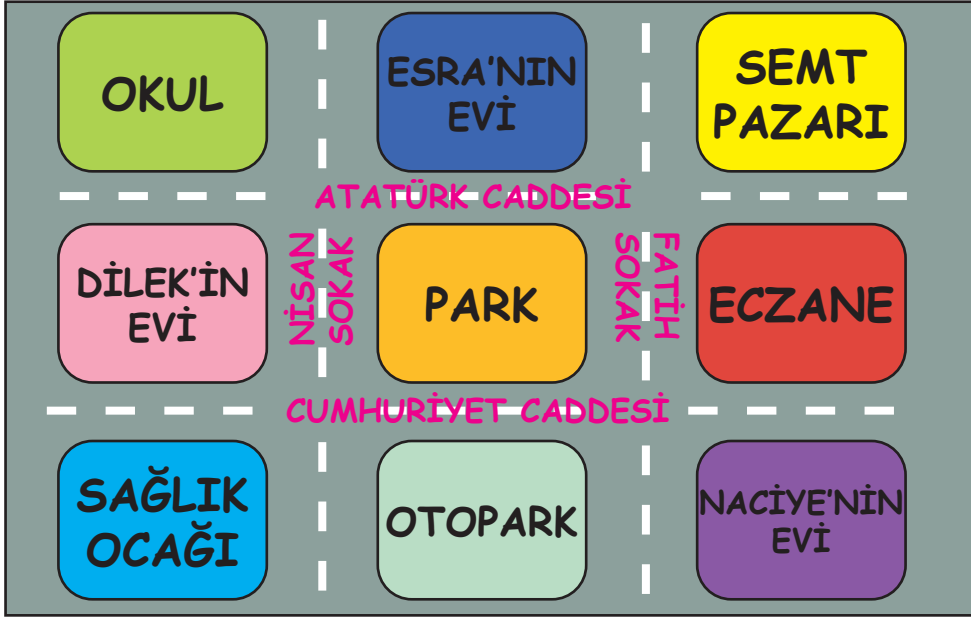 OKUL
ESRA'NIN
EVİ
SEMT
PAZARI
ATATÜRK CADDESİ
DİLEK'İN
EVİ
NİSAN
SOKAK
PARK
FATİH
SOKAK
ECZANE
CUMHURİYET CADDESİ
SAĞLIK
OCAĞI
OTOPARK
NACİYE'NİN
EVİ